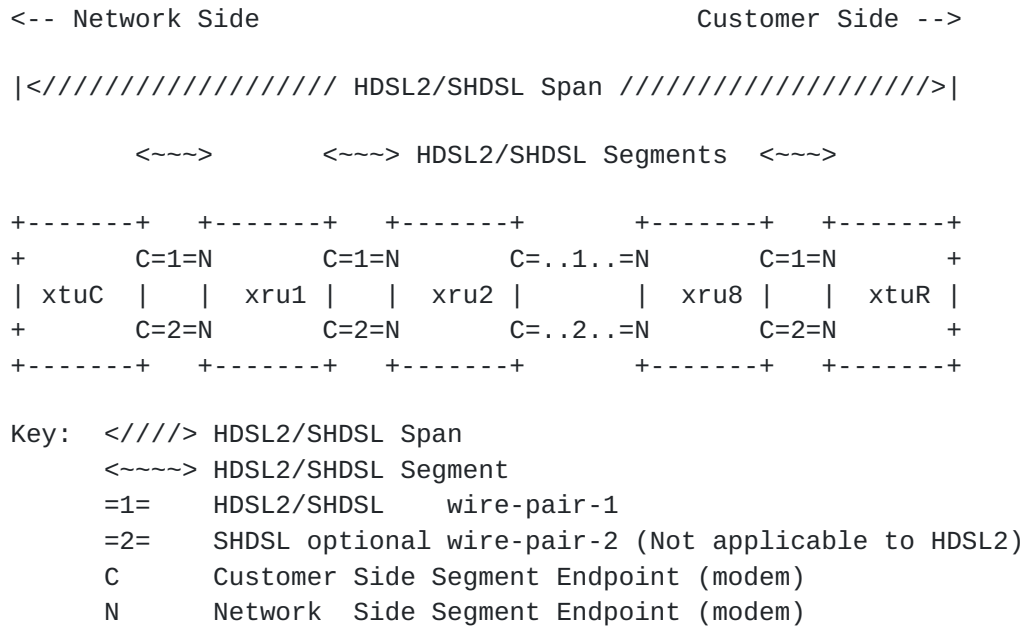 <-- Network Side                            Customer Side -->
|</////////////////// HDSL2/SHDSL Span ////////////////////>|
        <~~~>       <~~~> HDSL2/SHDSL Segments  <~~~>
+-------+   +-------+   +-------+       +-------+   +-------+
+       C=1=N       C=1=N       C=..1..=N       C=1=N       +
| xtuC  |   |  xru1 |   |  xru2 |       |  xru8 |   |  xtuR |
+       C=2=N       C=2=N       C=..2..=N       C=2=N       +
+-------+   +-------+   +-------+       +-------+   +-------+
Key:  <////> HDSL2/SHDSL Span
      <~~~~> HDSL2/SHDSL Segment
      =1=    HDSL2/SHDSL    wire-pair-1
      =2=    SHDSL optional wire-pair-2 (Not applicable to HDSL2)
      C      Customer Side Segment Endpoint (modem)
      N      Network  Side Segment Endpoint (modem)